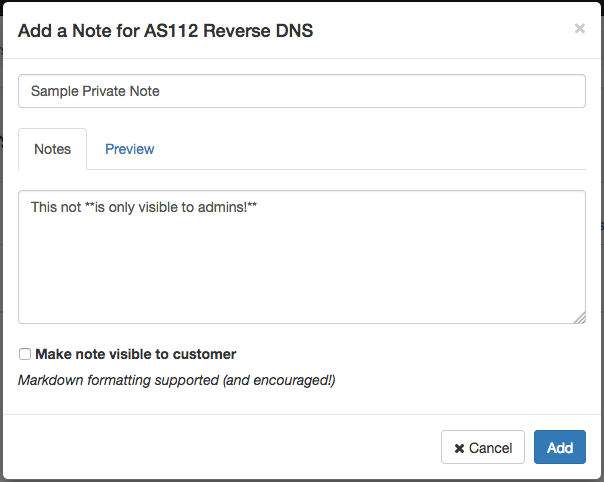 Add a Note for AS112 Reverse DNS
×
Sample Private Note
Notes Preview
This not **is only visible to admins!**
Make note visible to customer
Markdown formatting supported (and encouraged!)
✖ Cancel Add